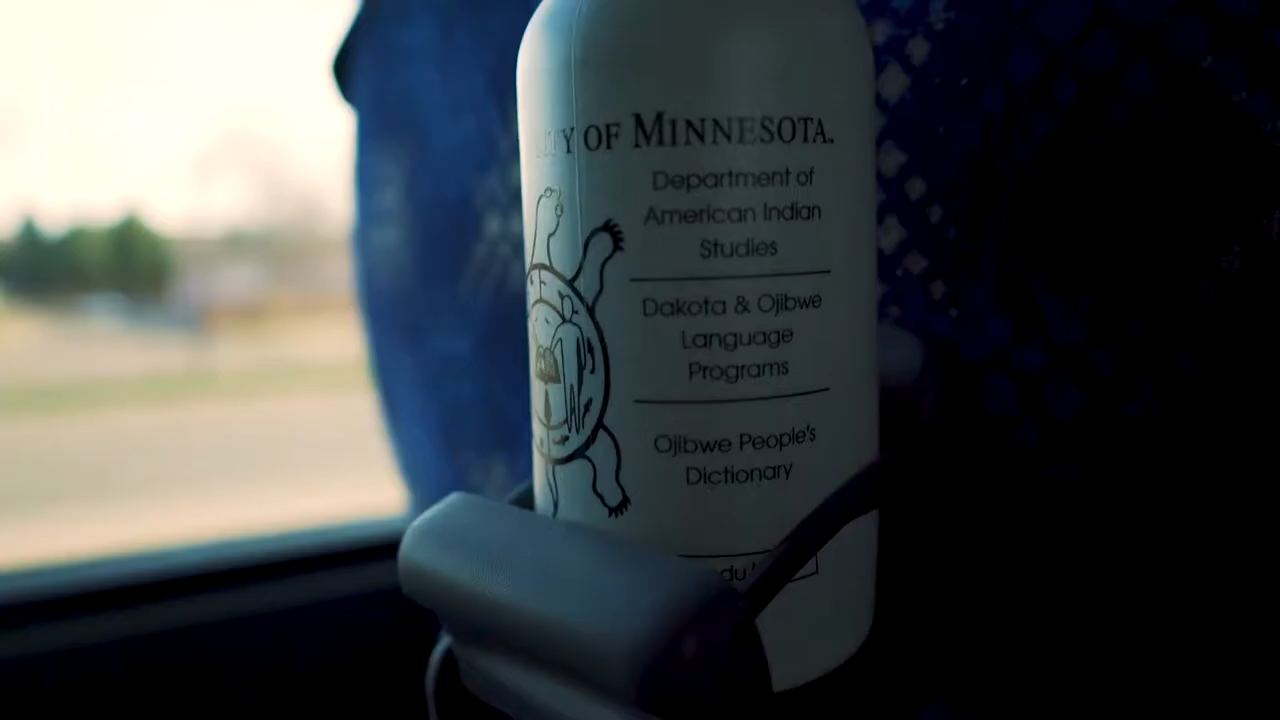 OF MINNESOTA.
Department of
American Indian
Studies
Dakota & Ojibwe
Language
Programs
Ojibwe People's
Dictionary